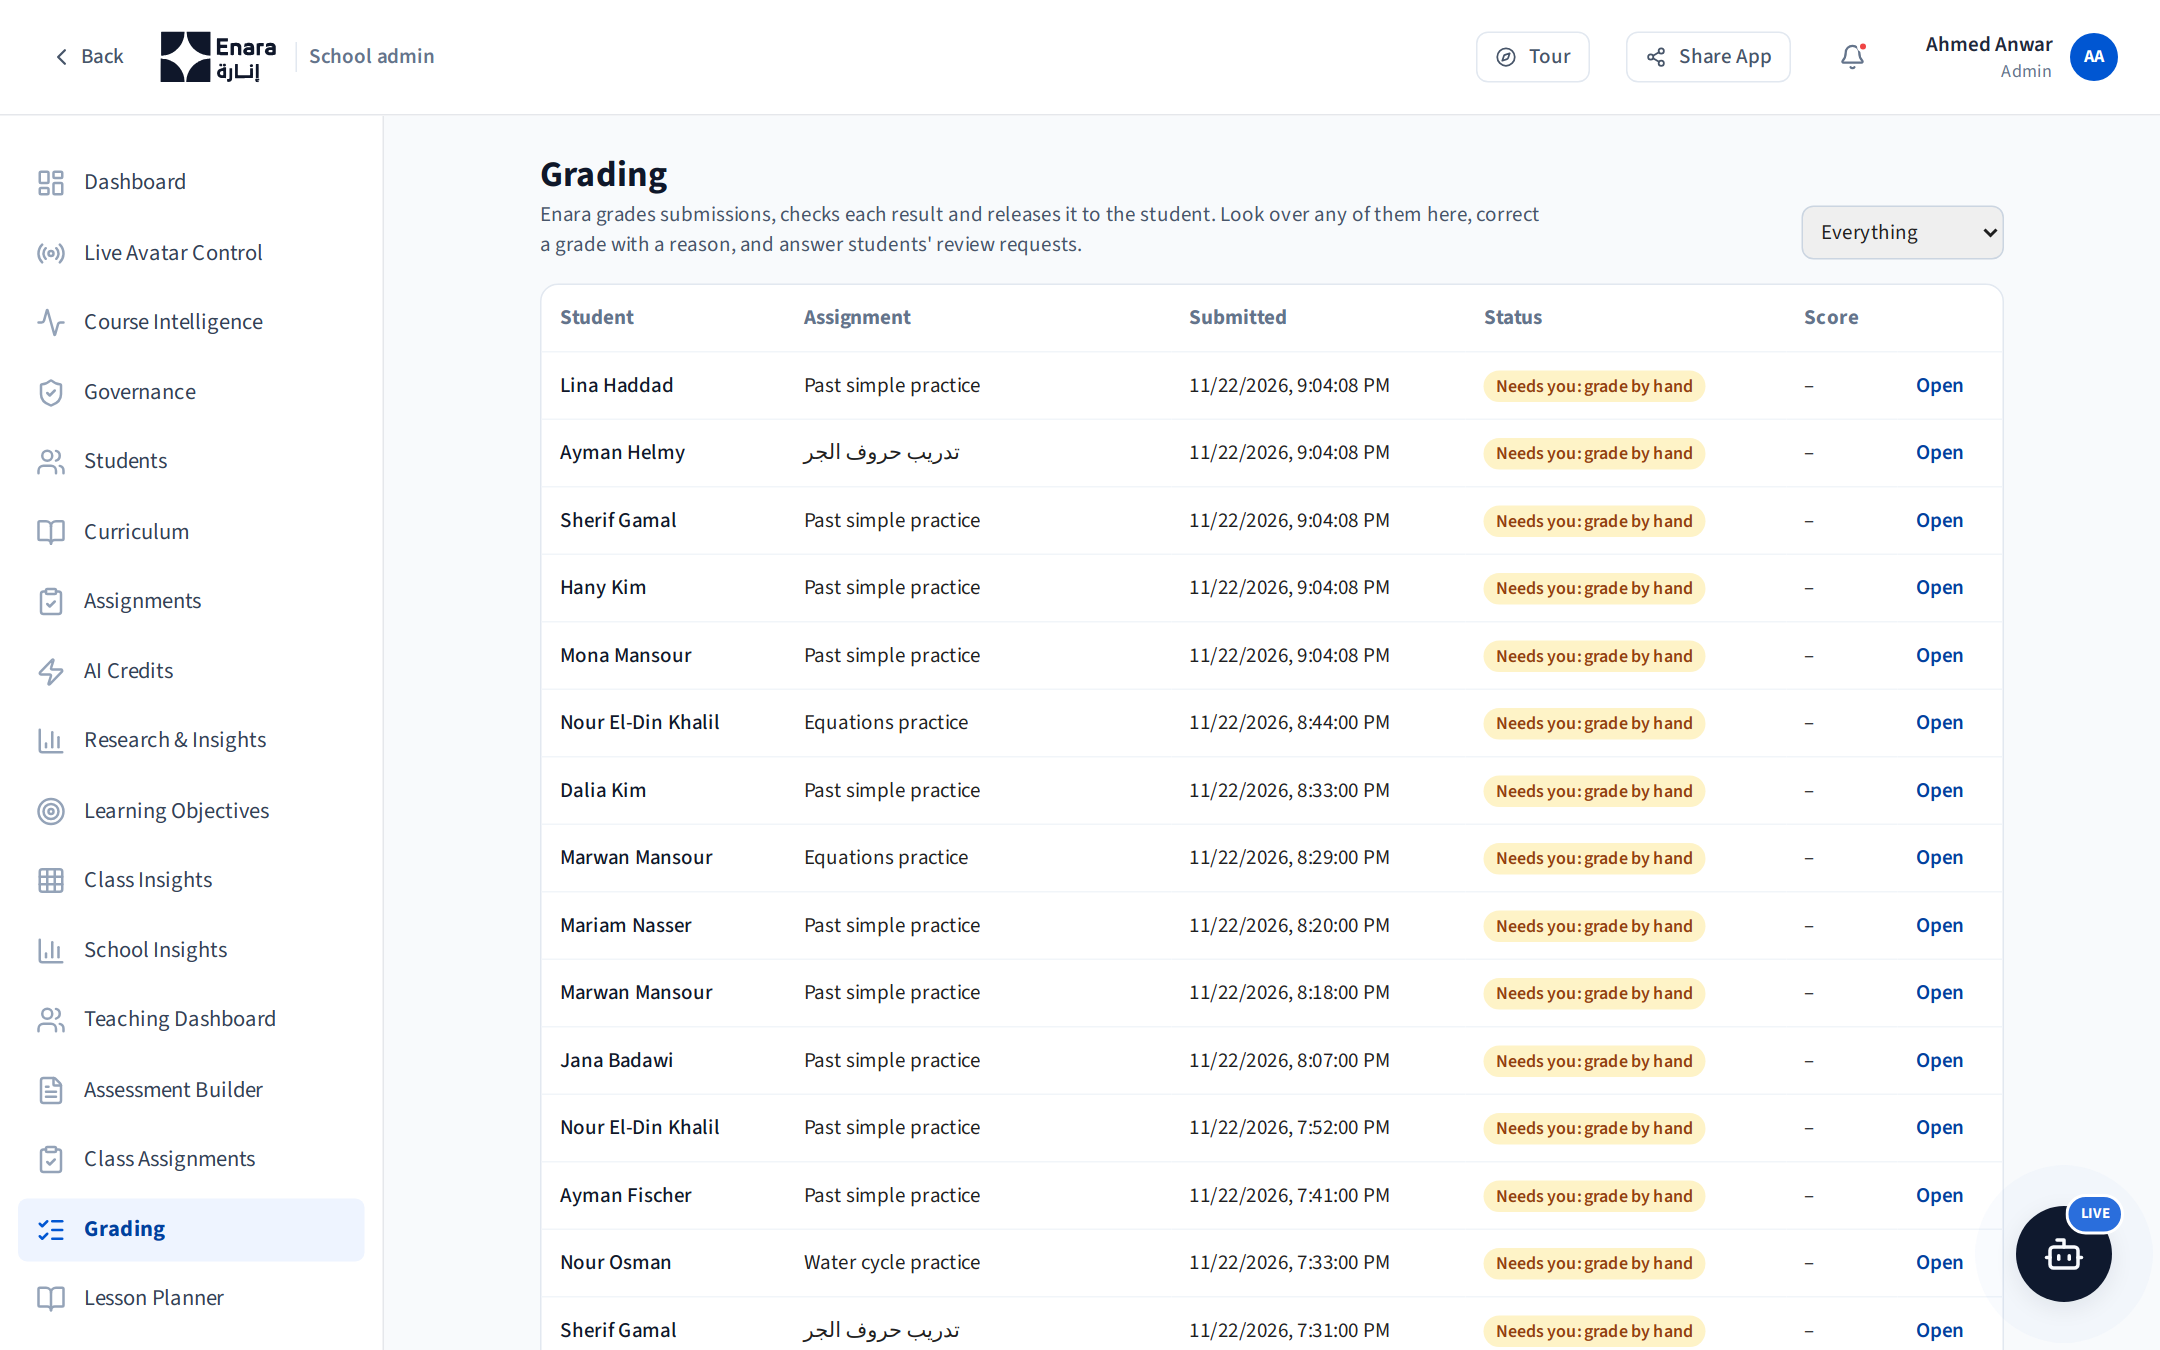 Back
Enara
إنارة
School admin
Tour
Share App
Ahmed Anwar
Admin
AA
Dashboard
Live Avatar Control
Course Intelligence
Governance
Students
Curriculum
Assignments
AI Credits
Research & Insights
Learning Objectives
Class Insights
School Insights
Teaching Dashboard
Assessment Builder
Class Assignments
Grading
Lesson Planner
Grading
Enara grades submissions, checks each result and releases it to the student. Look over any of them here, correct
a grade with a reason, and answer students' review requests.
Everything
Student Assignment Submitted Status Score
Lina Haddad Past simple practice 11/22/2026, 9:04:08 PM Needs you: grade by hand – Open
Ayman Helmy تدريب حروف الجر 11/22/2026, 9:04:08 PM Needs you: grade by hand – Open
Sherif Gamal Past simple practice 11/22/2026, 9:04:08 PM Needs you: grade by hand – Open
Hany Kim Past simple practice 11/22/2026, 9:04:08 PM Needs you: grade by hand – Open
Mona Mansour Past simple practice 11/22/2026, 9:04:08 PM Needs you: grade by hand – Open
Nour El-Din Khalil Equations practice 11/22/2026, 8:44:00 PM Needs you: grade by hand – Open
Dalia Kim Past simple practice 11/22/2026, 8:33:00 PM Needs you: grade by hand – Open
Marwan Mansour Equations practice 11/22/2026, 8:29:00 PM Needs you: grade by hand – Open
Mariam Nasser Past simple practice 11/22/2026, 8:20:00 PM Needs you: grade by hand – Open
Marwan Mansour Past simple practice 11/22/2026, 8:18:00 PM Needs you: grade by hand – Open
Jana Badawi Past simple practice 11/22/2026, 8:07:00 PM Needs you: grade by hand – Open
Nour El-Din Khalil Past simple practice 11/22/2026, 7:52:00 PM Needs you: grade by hand – Open
Ayman Fischer Past simple practice 11/22/2026, 7:41:00 PM Needs you: grade by hand – Open
Nour Osman Water cycle practice 11/22/2026, 7:33:00 PM Needs you: grade by hand – Open
Sherif Gamal تدريب حروف الجر 11/22/2026, 7:31:00 PM Needs you: grade by hand – Open
LIVE